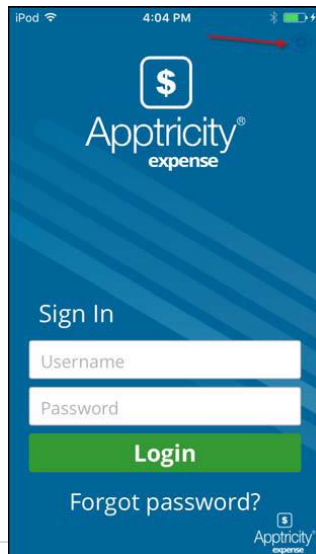 iPod 4:04 PM
$
Apptricity®
expense
Sign In
Username
Password
Login
Forgot password?
$
Apptricity®
expense